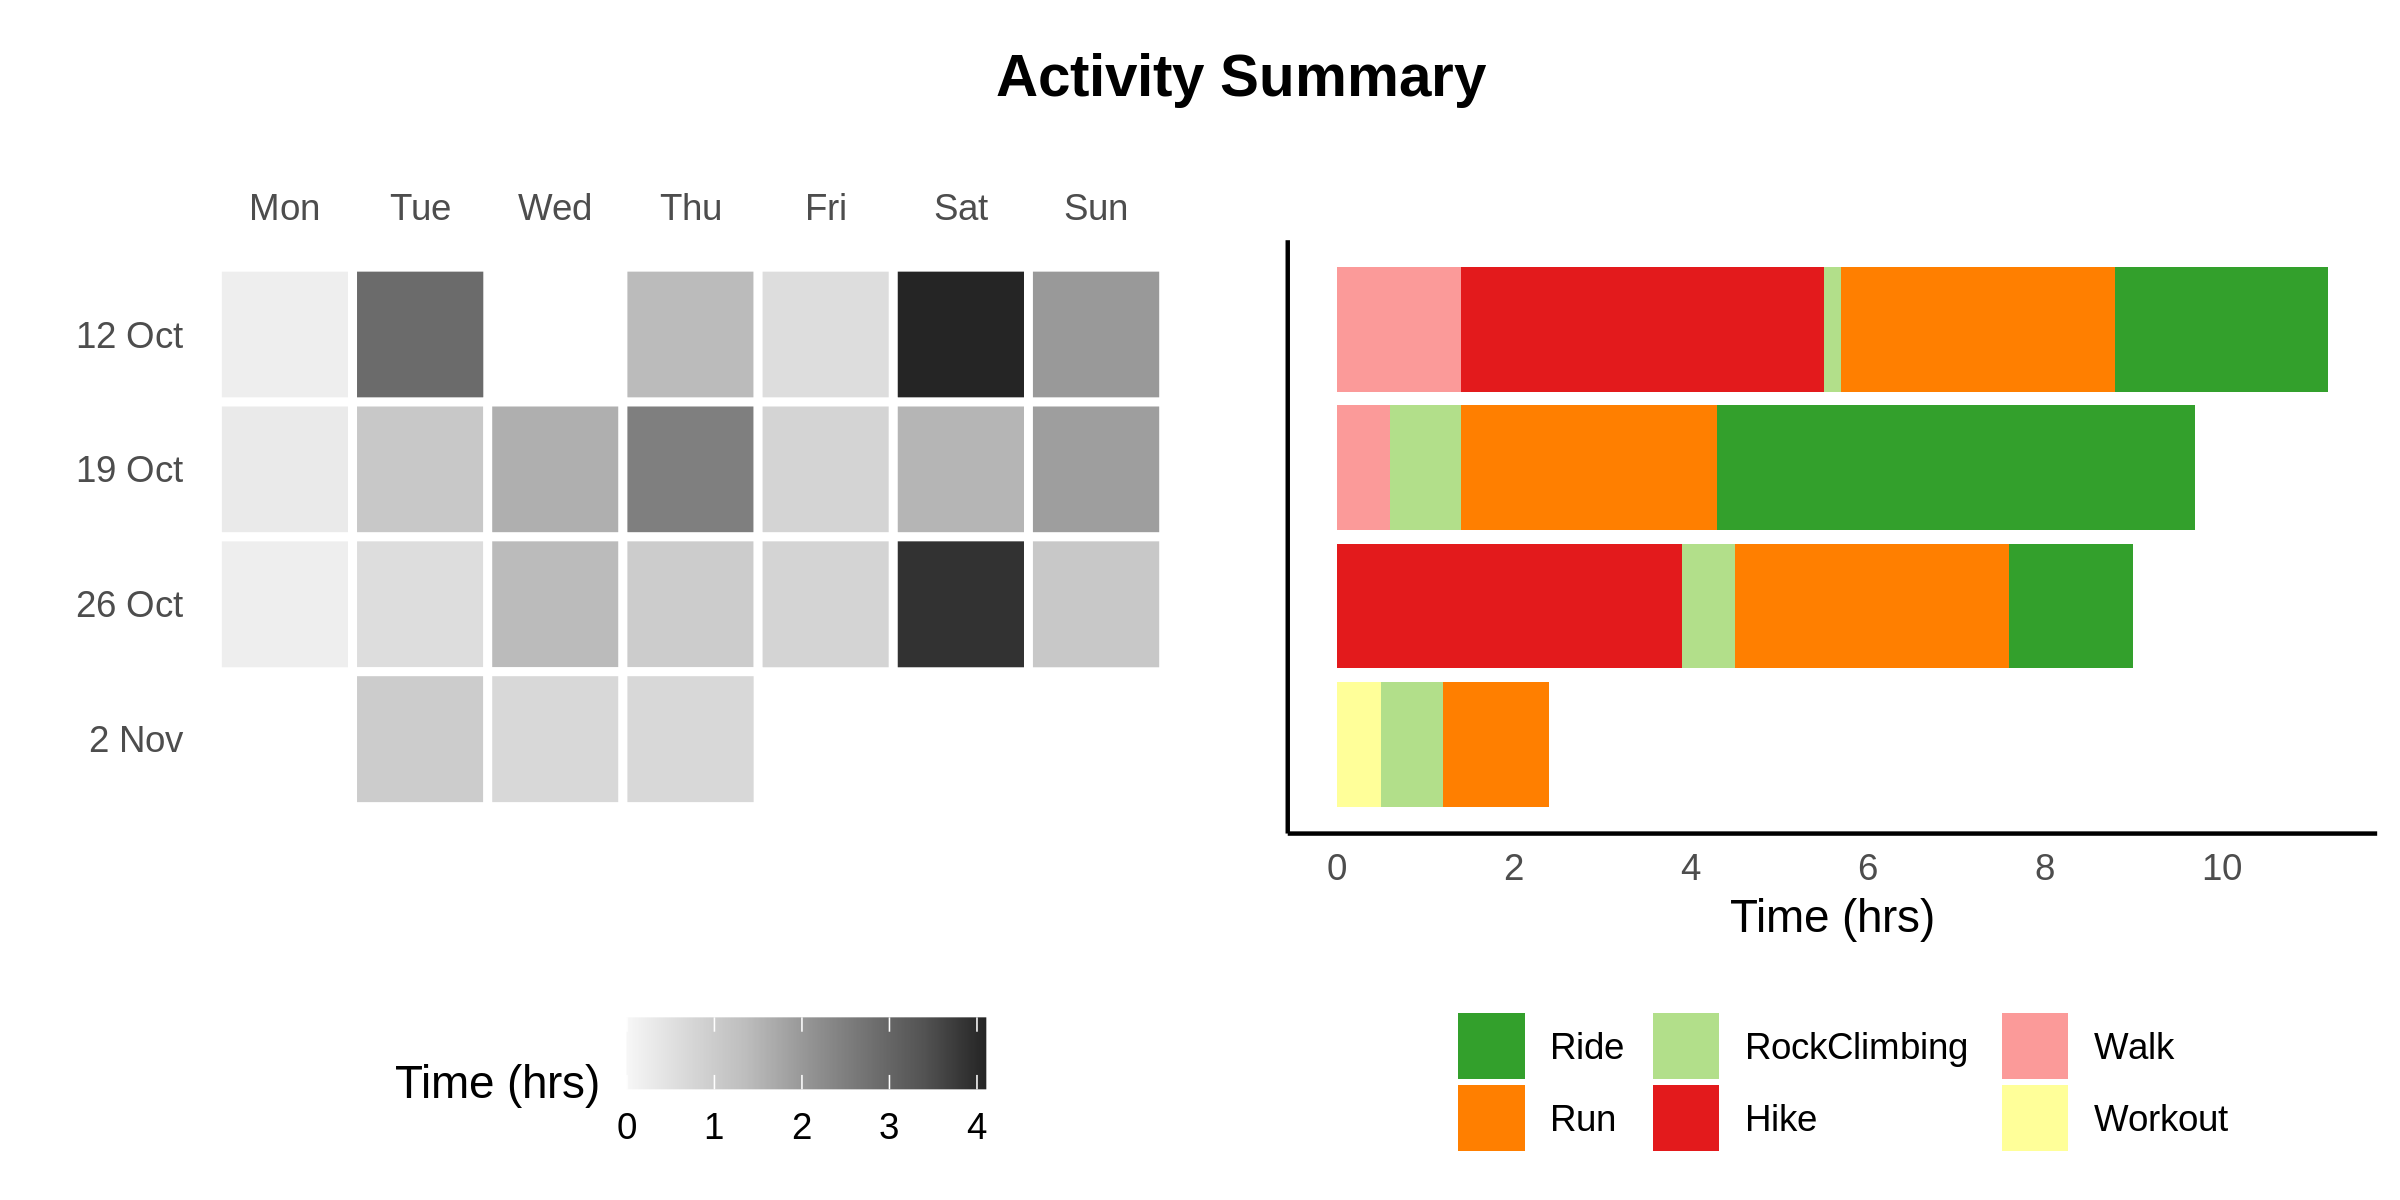 Activity Summary
Mon Tue Wed Thu Fri Sat Sun
12 Oct
19 Oct
26 Oct
2 Nov
0 2 4 6 8 10
Time (hrs)
Time (hrs)
0 1 2 3 4
Ride RockClimbing Walk
Run Hike Workout